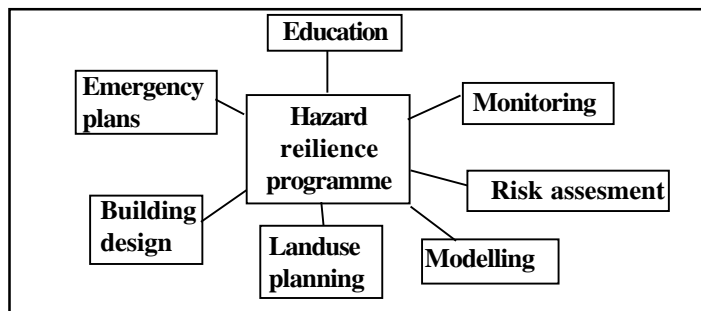 Education
Emergency
plans
Monitoring
Hazard
reilience
programme
Risk assesment
Building
design
Landuse
planning
Modelling